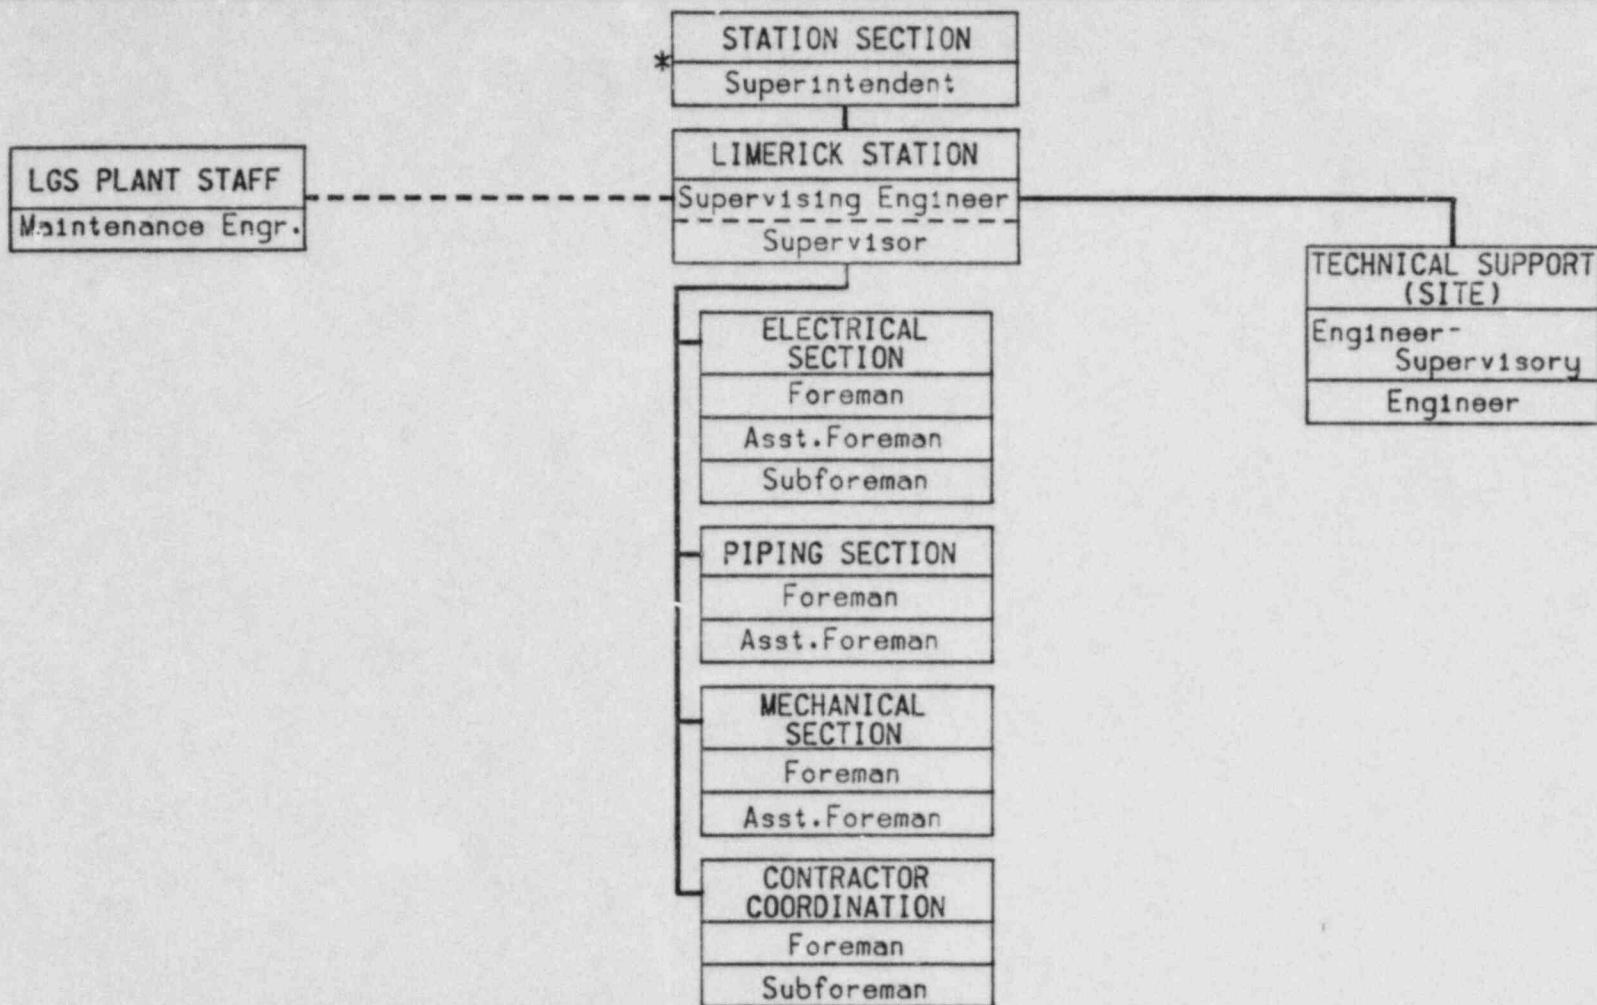 STATION SECTION
*
Superintendent
LIMERICK STATION
Supervising Engineer
Supervisor
LGS PLANT STAFF
Maintenance Engr.
TECHNICAL SUPPORT
(SITE)
Engineer-
Supervisory
Engineer
ELECTRICAL
SECTION
Foreman
Asst.Foreman
Subforeman
PIPING SECTION
Foreman
Asst.Foreman
MECHANICAL
SECTION
Foreman
Asst.Foreman
CONTRACTOR
COORDINATION
Foreman
Subforeman